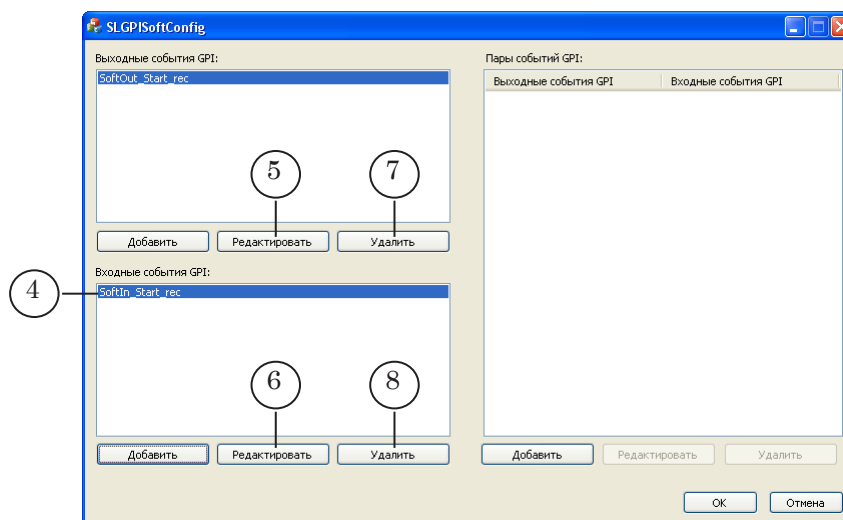 SLGPISoftConfig
Выходные события GPI:
SoftOut_Start_rec
5
7
Добавить Редактировать Удалить
Входные события GPI:
4
SoftIn_Start_rec
6
8
Добавить Редактировать Удалить
Пары событий GPI:
Выходные события GPI Входные события GPI
Добавить Редактировать Удалить
OK Отмена